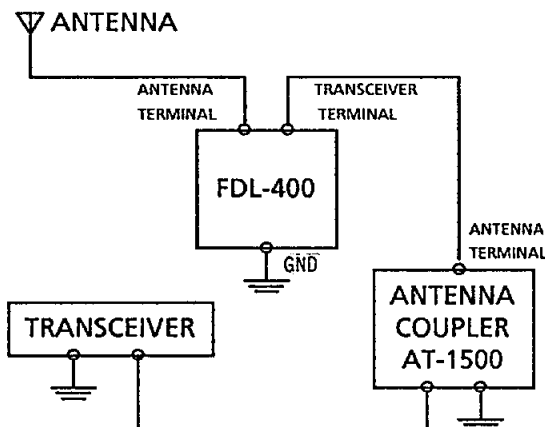 ANTENNA
ANTENNA
TERMINAL
TRANSCEIVER
TERMINAL
FDL-400
GND
ANTENNA
TERMINAL
TRANSCEIVER
ANTENNA
COUPLER
AT-1500